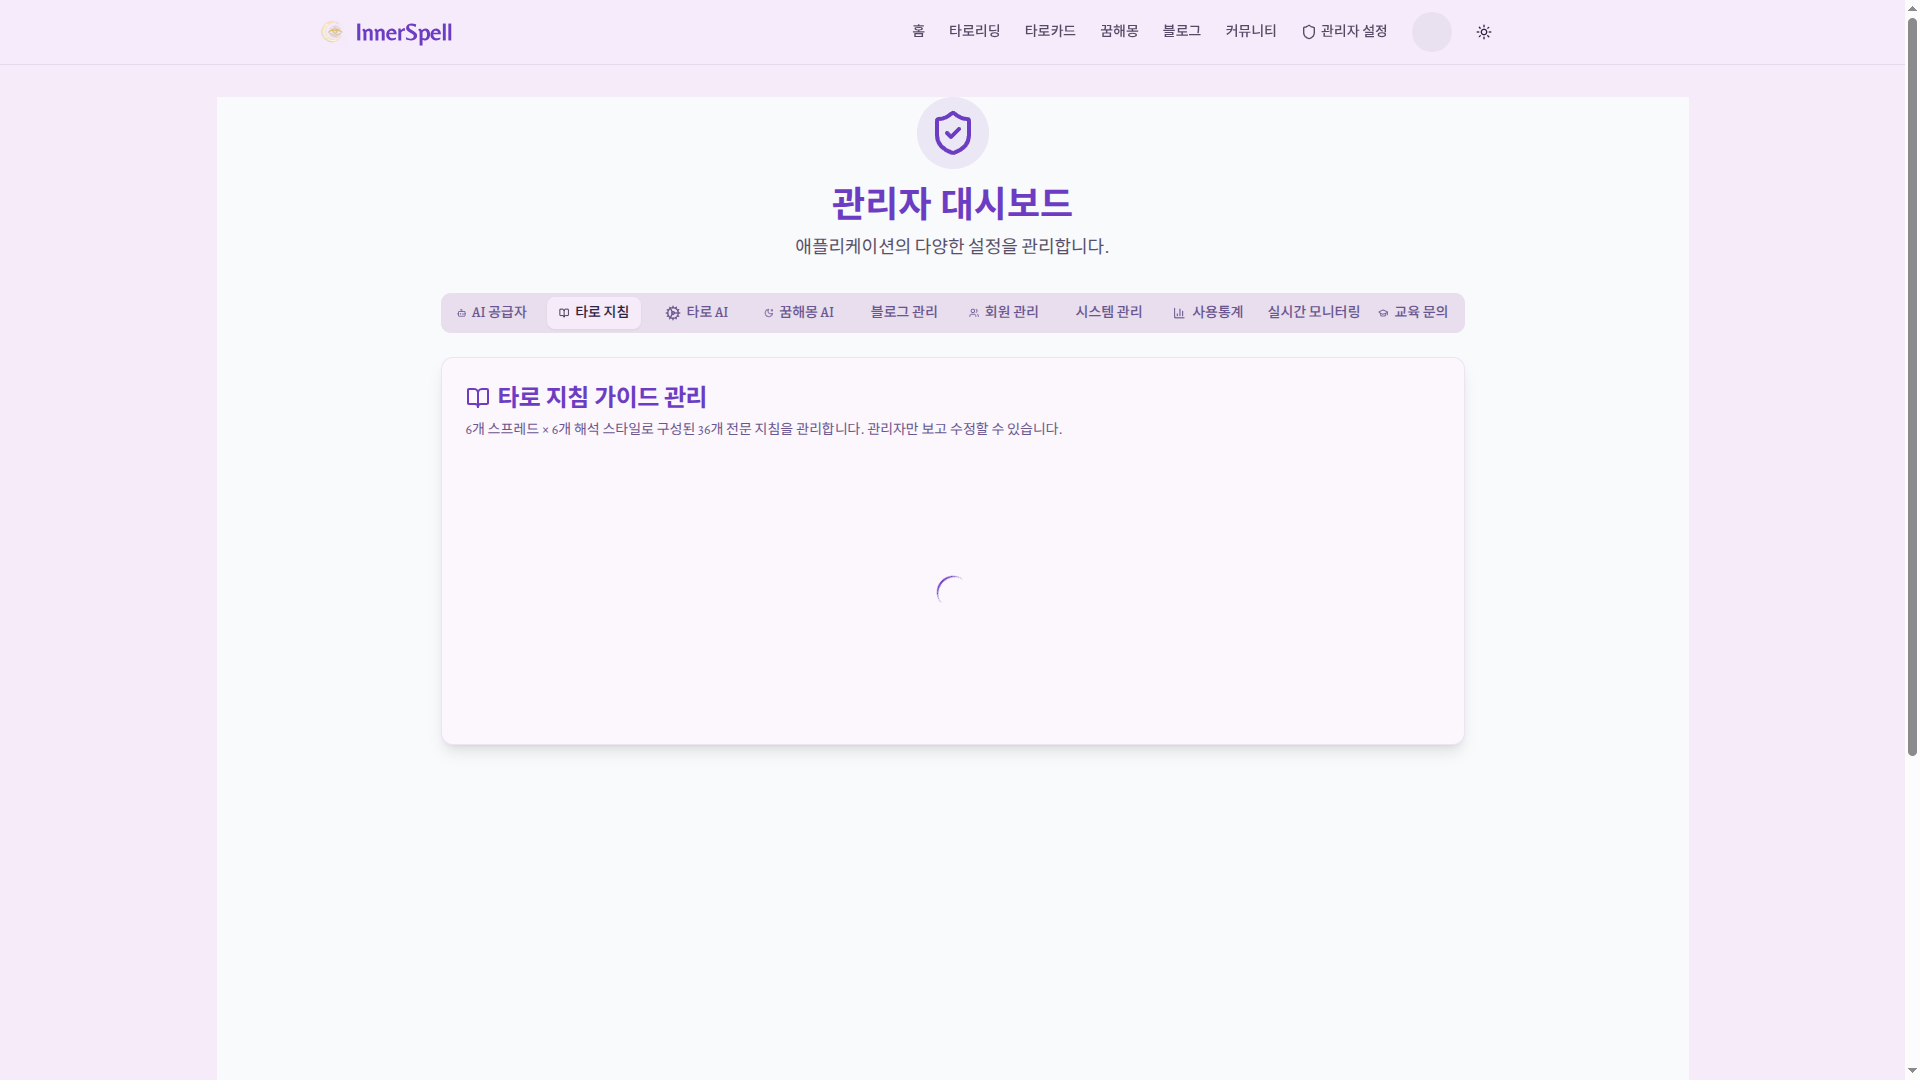 InnerSpell
홈 타로리딩 타로카드 꿈해몽 블로그 커뮤니티 관리자 설정
관리자 대시보드
애플리케이션의 다양한 설정을 관리합니다.
AI 공급자 타로 지침 타로 AI 꿈해몽 AI 블로그 관리 회원 관리 시스템 관리 사용통계 실시간 모니터링 교육 문의
타로 지침 가이드 관리
6개 스프레드 × 6개 해석 스타일로 구성된 36개 전문 지침을 관리합니다. 관리자만 보고 수정할 수 있습니다.